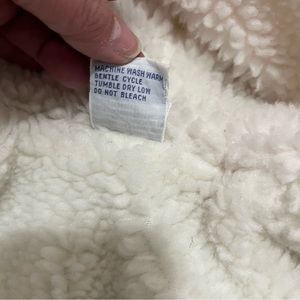 MACHINE WASH WARM
GENTLE CYCLE
TUMBLE DRY LOW
DO NOT BLEACH